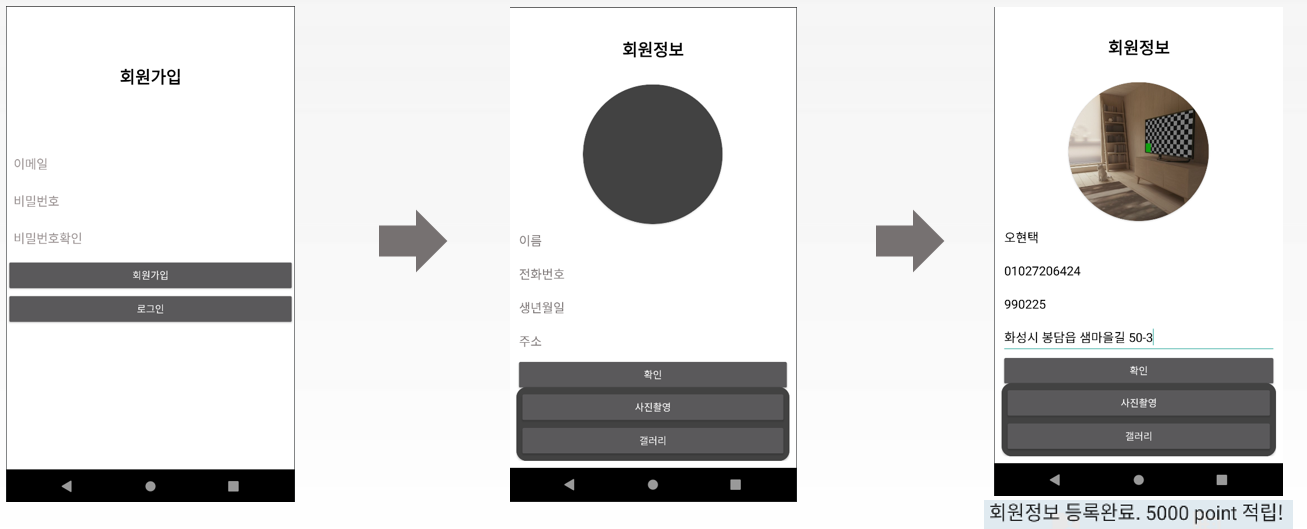 회원가입
이메일
비밀번호
비밀번호확인
회원가입
로그인
회원정보
이름
전화번호
생년월일
주소
확인
사진촬영
갤러리
회원정보
오현택
01027206424
990225
화성시 봉담읍 샘마을길 50-3
확인
사진촬영
갤러리
회원정보 등록완료. 5000 point 적립!